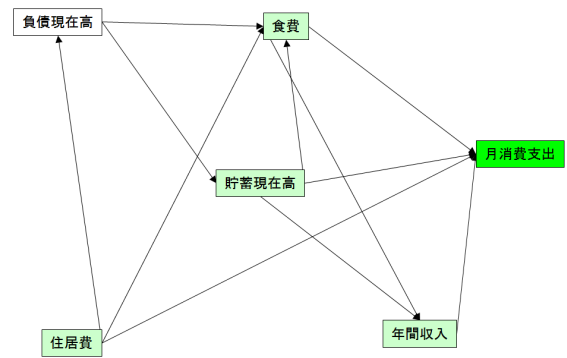 負債現在高
食費
月消費支出
貯蓄現在高
年間収入
住居費